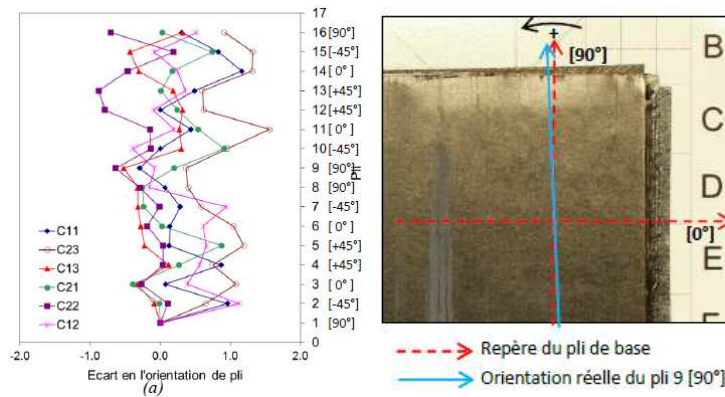 17
16 [90°]
15 [-45°]
14 [ 0°]
13 [+45°]
12 [+45°]
11 [ 0°]
10 [-45°]
9 [90°]
8 [90°]
7 [-45°]
6 [ 0°]
5 [+45°]
4 [+45°]
3 [ 0°]
2 [-45°]
1 [90°]
0
Pli
C11
C23
C13
C21
C22
C12
-2.0 -1.0 0.0 1.0 2.0
Ecart en l'orientation de pli
(a)
+
[90°]
[0°]
B
C
D
E
Repère du pli de base
Orientation réelle du pli 9 [90°]